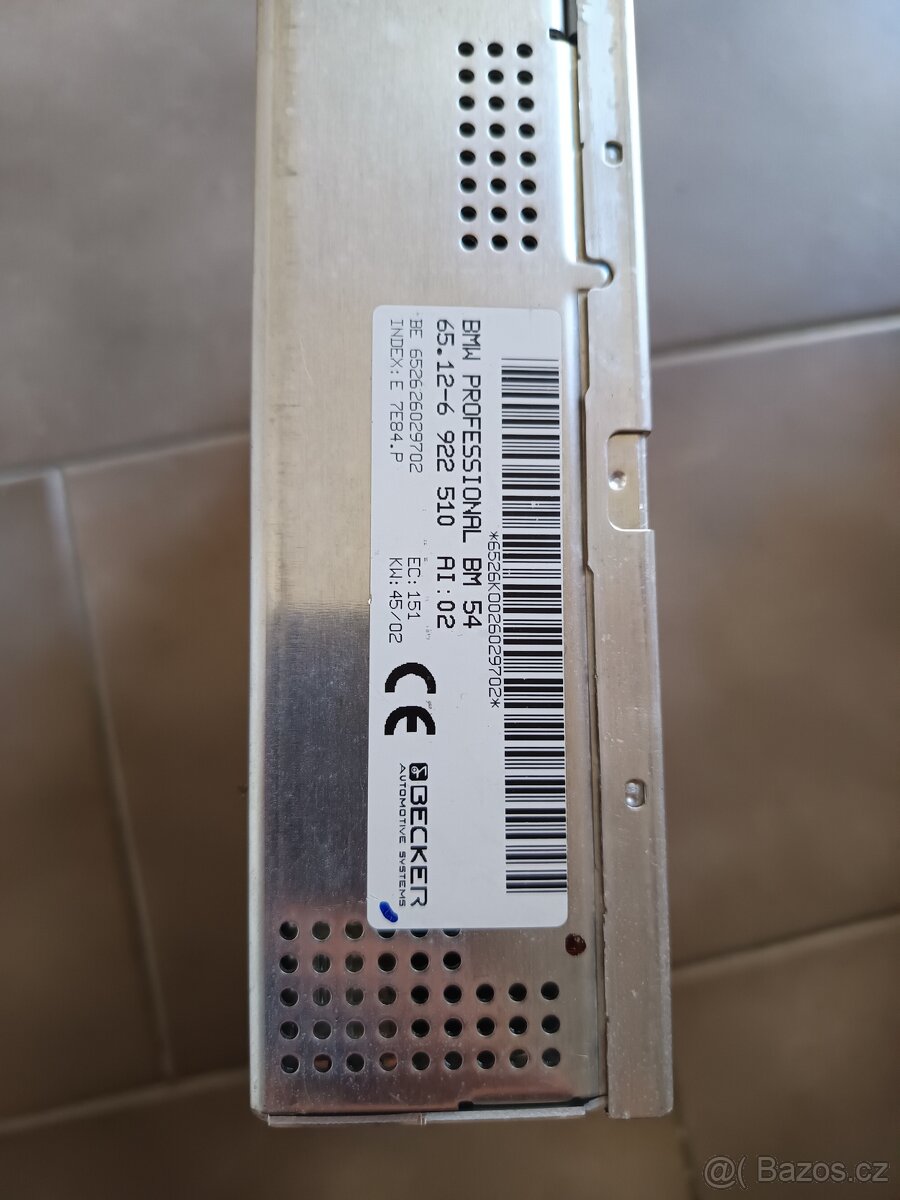 *6526K0026029702*
BMW PROFESSIONAL BM 54
65.12-6 922 510 AI:02
BE 652626029702 EC:151
INDEX: E 7E84.P KW:45/02
CE
BECKER
AUTOMOTIVE SYSTEMS
@( Bazos.cz